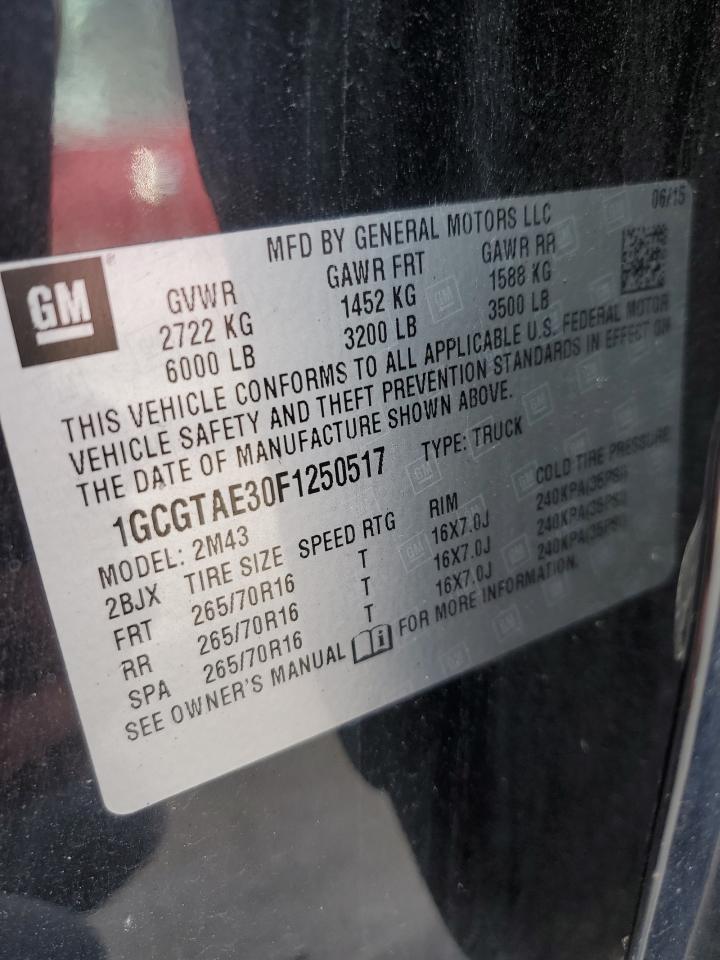 06/15
MFD BY GENERAL MOTORS LLC
GM
GVWR GAWR FRT GAWR RR
2722 KG 1452 KG 1588 KG
6000 LB 3200 LB 3500 LB
THIS VEHICLE CONFORMS TO ALL APPLICABLE U.S. FEDERAL MOTOR
VEHICLE SAFETY AND THEFT PREVENTION STANDARDS IN EFFECT ON
THE DATE OF MANUFACTURE SHOWN ABOVE.
1GCGTAE30F1250517 TYPE: TRUCK
MODEL: 2M43
2BJX TIRE SIZE SPEED RTG RIM COLD TIRE PRESSURE
FRT 265/70R16 T 16X7.0J 240KPA(35PSI)
RR 265/70R16 T 16X7.0J 240KPA(35PSI)
SPA 265/70R16 T 16X7.0J 240KPA(35PSI)
SEE OWNER'S MANUAL i FOR MORE INFORMATION.